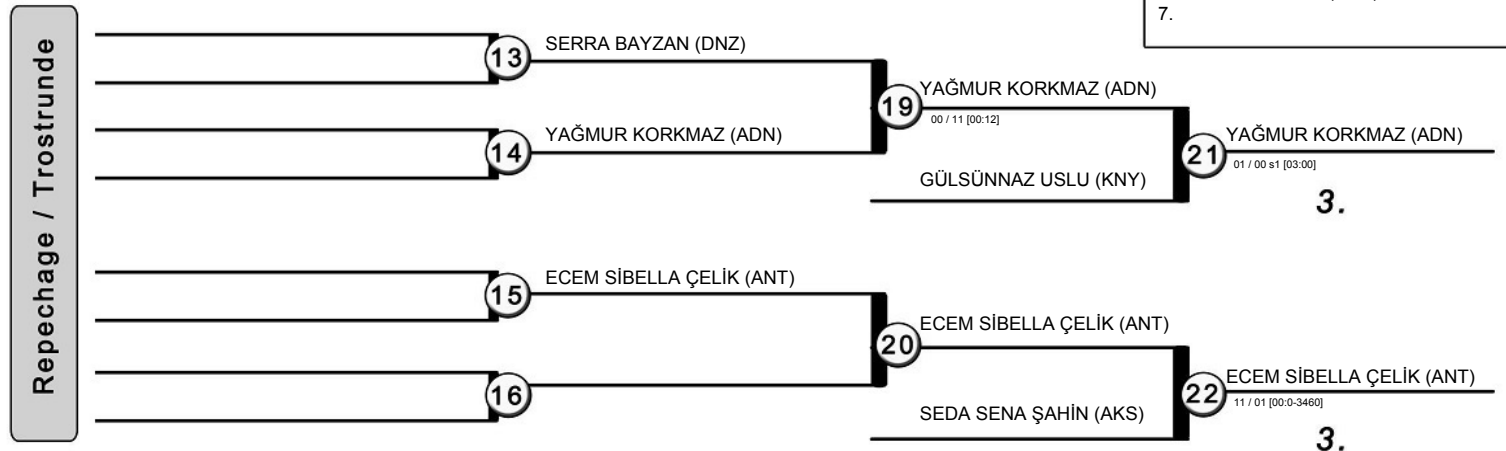 7.
Repechage / Trostrunde
13
SERRA BAYZAN (DNZ)
14
YAĞMUR KORKMAZ (ADN)
19
YAĞMUR KORKMAZ (ADN)
00 / 11 [00:12]
GÜLSÜNNAZ USLU (KNY)
21
YAĞMUR KORKMAZ (ADN)
01 / 00 s1 [03:00]
3.
15
ECEM SİBELLA ÇELİK (ANT)
16
20
ECEM SİBELLA ÇELİK (ANT)
SEDA SENA ŞAHİN (AKS)
22
ECEM SİBELLA ÇELİK (ANT)
11 / 01 [00:0-3460]
3.